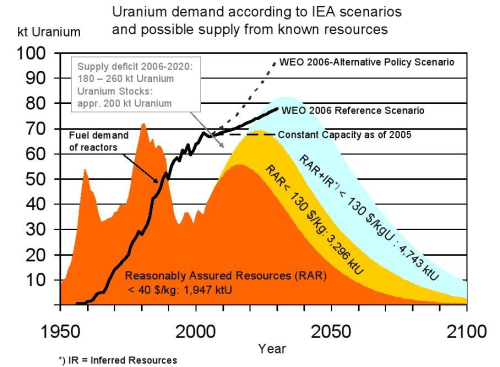 Uranium demand according to IEA scenarios
and possible supply from known resources
kt Uranium
100
90
80
70
60
50
40
30
20
10
Supply deficit 2006-2020:
180 – 260 kt Uranium
Uranium Stocks:
appr. 200 kt Uranium
WEO 2006-Alternative Policy Scenario
WEO 2006 Reference Scenario
Constant Capacity as of 2005
Fuel demand
of reactors
RAR+IR*) < 130 $/kgU : 4,743 ktU
RAR< 130 $/kg: 3,296 ktU
Reasonably Assured Resources (RAR)
< 40 $/kg: 1,947 ktU
1950 2000 2050 2100
Year
*) IR = Inferred Resources